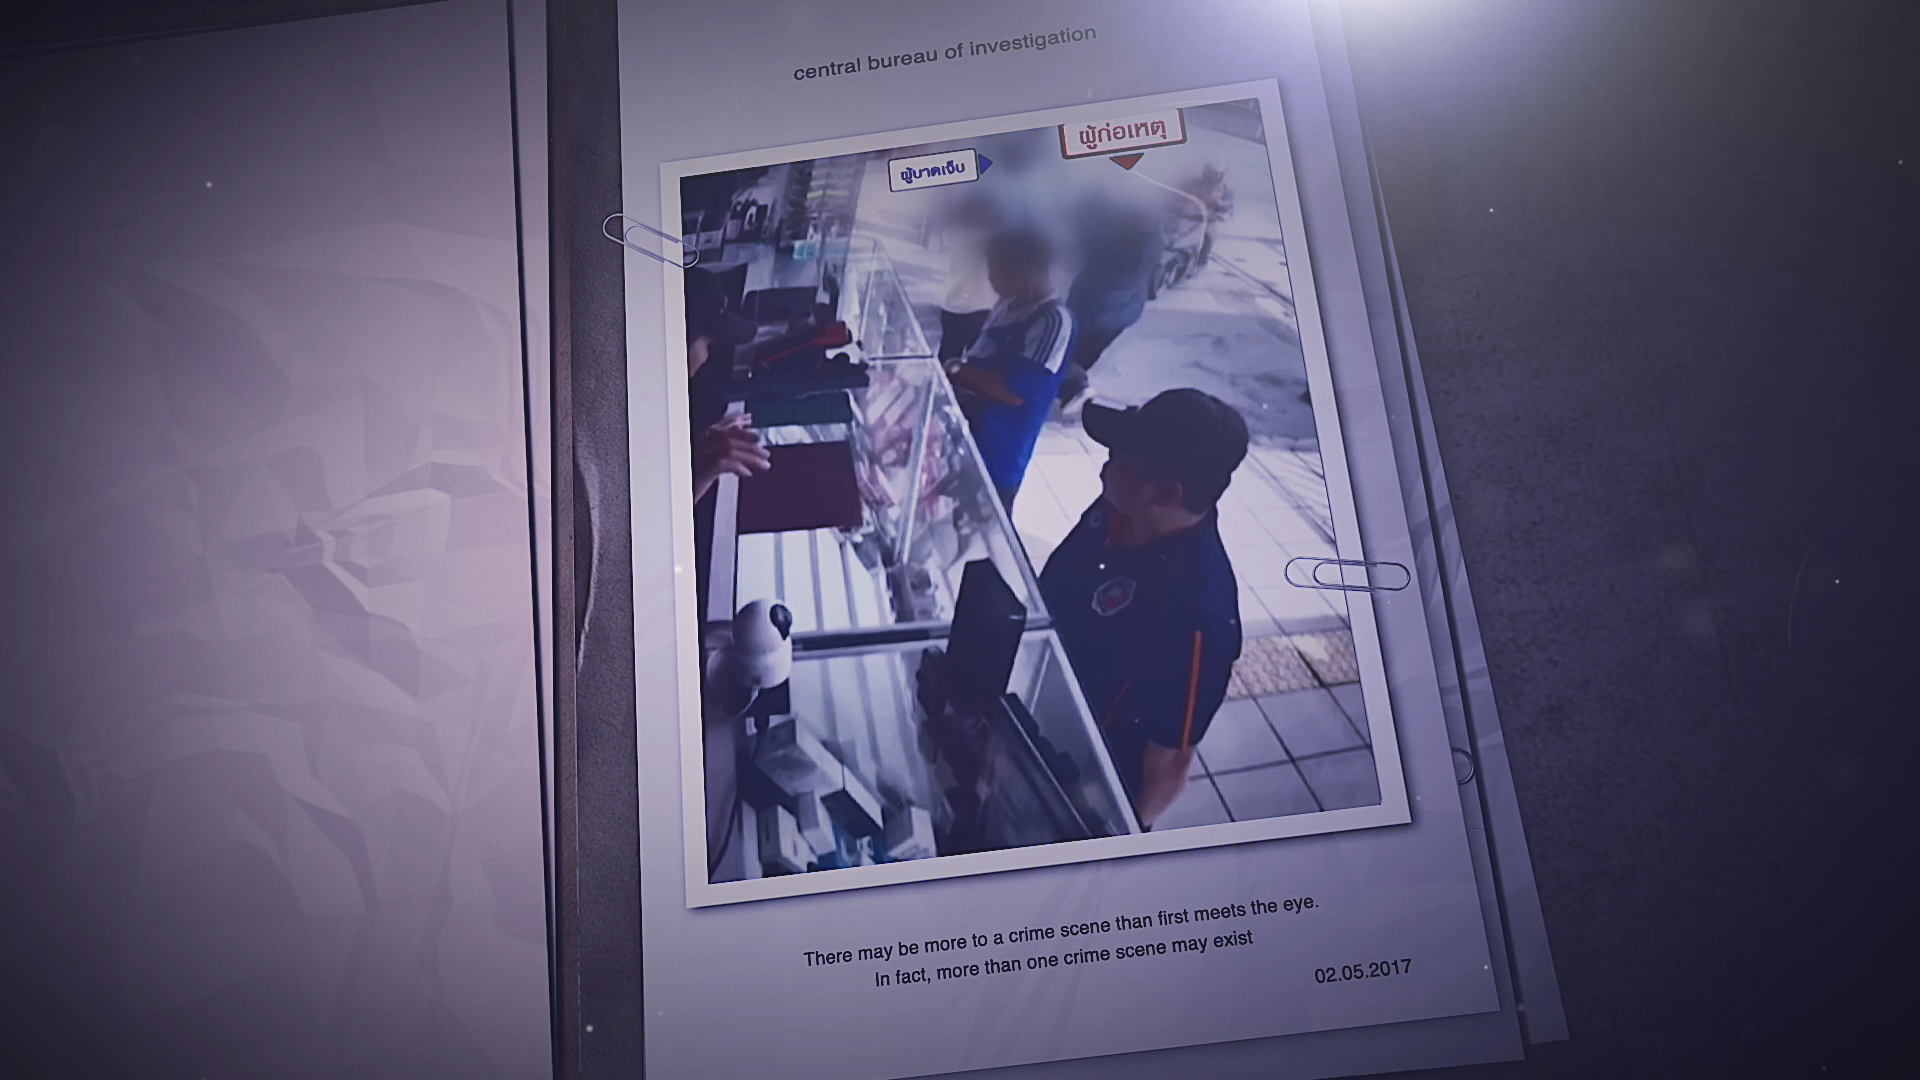 central bureau of investigation
ผู้ก่อเหตุ
ผู้บาดเจ็บ
There may be more to a crime scene than first meets the eye.
In fact, more than one crime scene may exist
02.05.2017